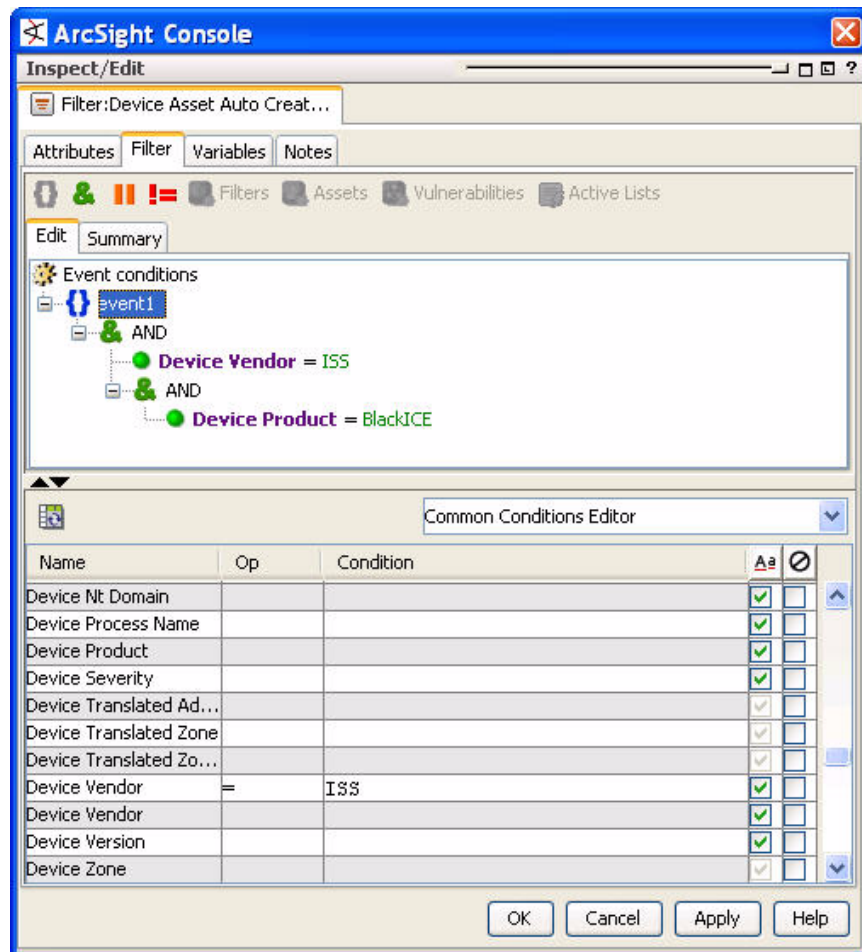 ArcSight Console
Inspect/Edit
?
Filter:Device Asset Auto Creat...
Attributes Filter Variables Notes
{} & || != Filters Assets Vulnerabilities Active Lists
Edit Summary
Event conditions
{} event1
& AND
Device Vendor = ISS
& AND
Device Product = BlackICE
Common Conditions Editor
Name Op Condition Aa
Device Nt Domain
Device Process Name
Device Product
Device Severity
Device Translated Ad...
Device Translated Zone
Device Translated Zo...
Device Vendor = ISS
Device Vendor
Device Version
Device Zone
OK Cancel Apply Help